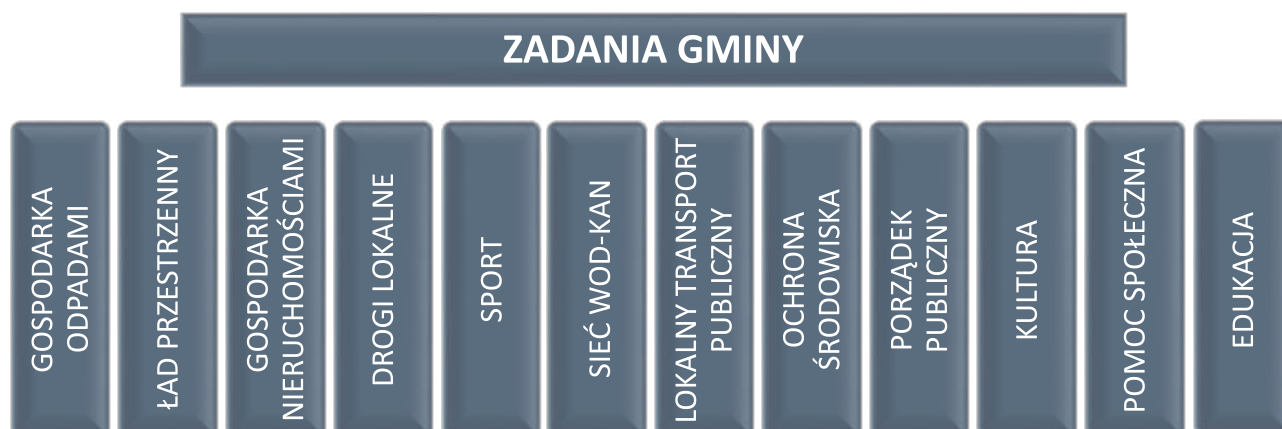 ZADANIA GMINY
GOSPODARKA
ODPADAMI
ŁAD PRZESTRZENNY
GOSPODARKA
NIERUCHOMOŚCIAMI
DROGI LOKALNE
SPORT
SIEĆ WOD-KAN
LOKALNY TRANSPORT
PUBLICZNY
OCHRONA
ŚRODOWISKA
PORZĄDEK
PUBLICZNY
KULTURA
POMOC SPOŁECZNA
EDUKACJA